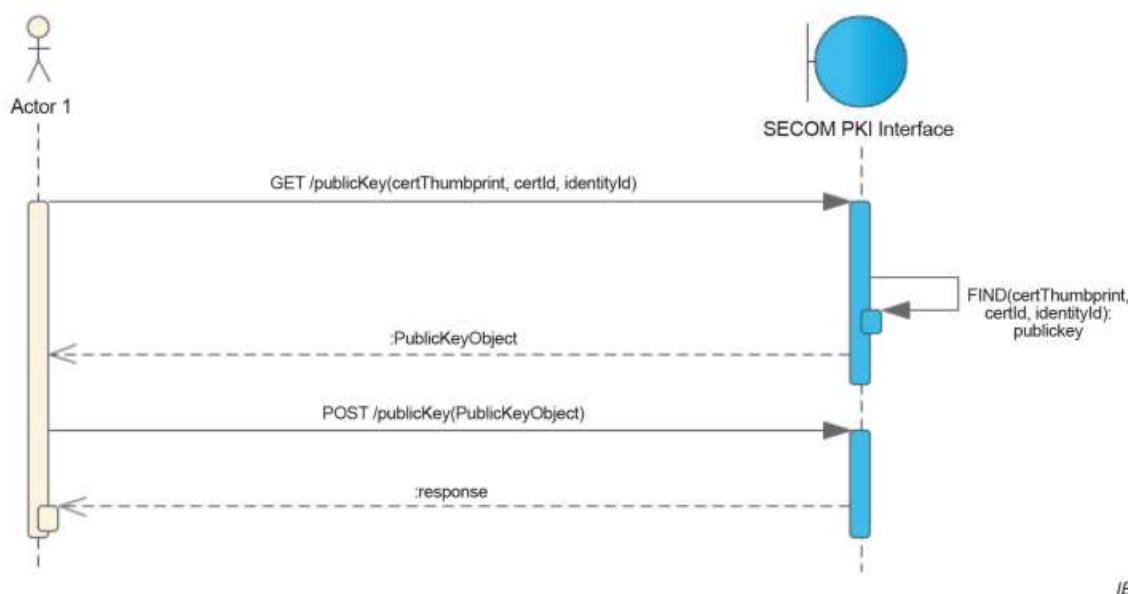 Actor 1
SECOM PKI Interface
GET /publicKey(certThumbprint, certId, identityId)
FIND(certThumbprint,
certId, identityId):
publickey
:PublicKeyObject
POST /publicKey(PublicKeyObject)
:response